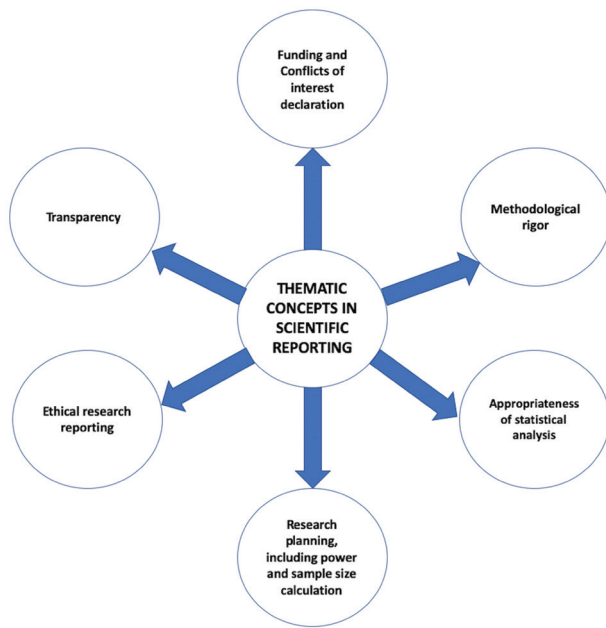 Funding and
Conflicts of
interest
declaration
Transparency
Methodological
rigor
THEMATIC
CONCEPTS IN
SCIENTIFIC
REPORTING
Ethical research
reporting
Appropriateness
of statistical
analysis
Research
planning,
including power
and sample size
calculation